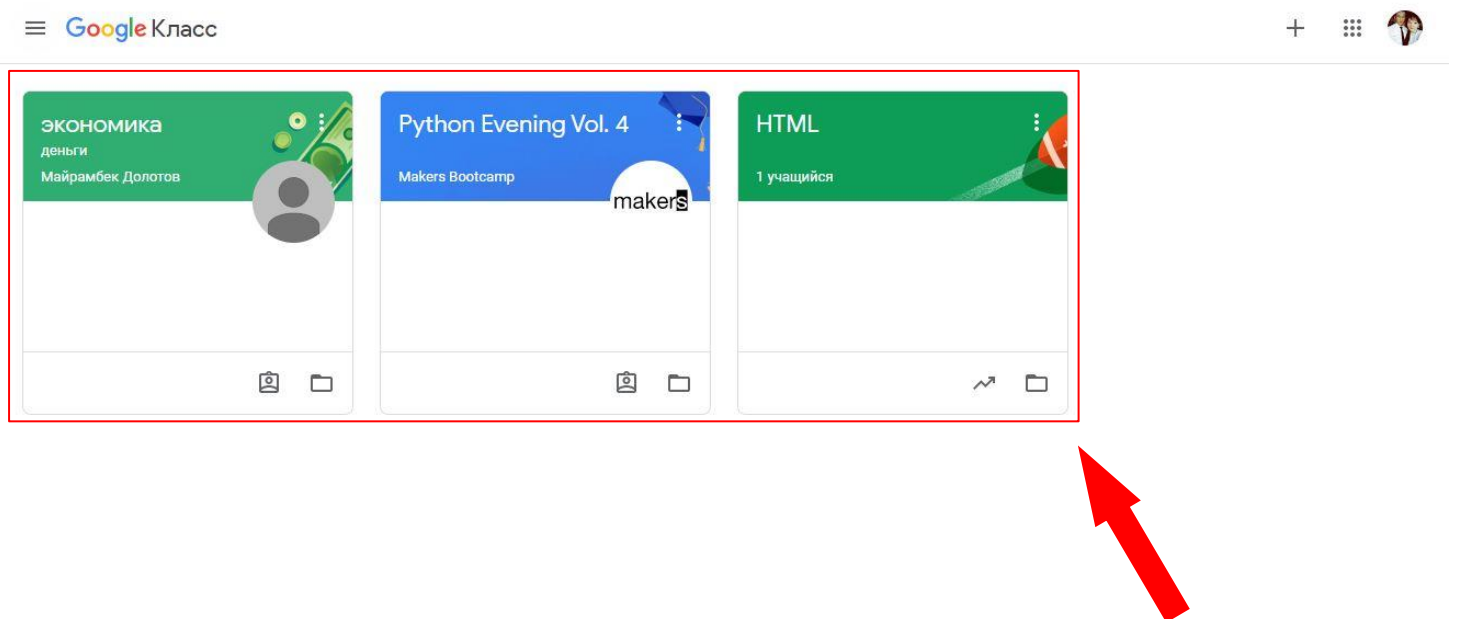 Google Класс
экономика
деньги
Майрамбек Долотов
Python Evening Vol. 4
Makers Bootcamp
makers
HTML
1 учащийся